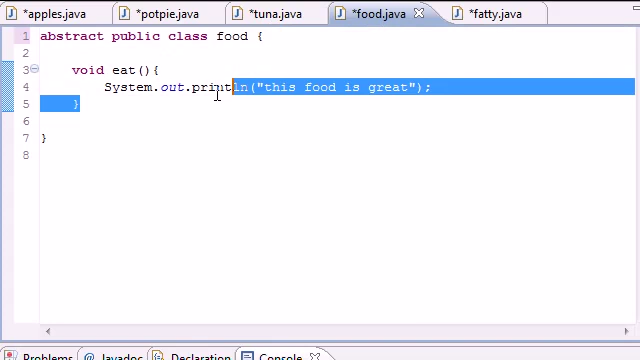 *apples.java *potpie.java *tuna.java *food.java *fatty.java
1 abstract public class food {
2
3 void eat(){
4 System.out.println("this food is great");
5 }
6
7 }
8
Problems @ Javadoc Declaration Console